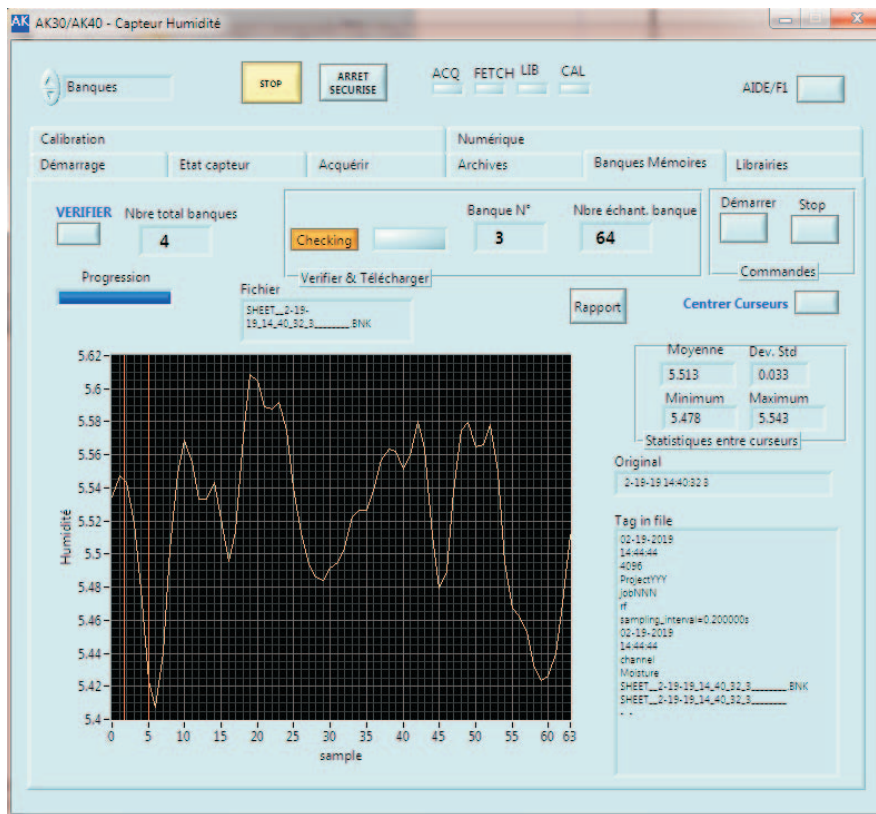 AK AK30/AK40 - Capteur Humidité
Banques
STOP
ARRET
SECURISE
ACQ FETCH LIB CAL
AIDE/F1
Calibration
Numérique
Démarrage
Etat capteur
Acquérir
Archives
Banques Mémoires
Librairies
VERIFIER
Nbre total banques
4
Checking
Banque N°
3
Nbre échant. banque
64
Verifier & Télécharger
Démarrer
Stop
Commandes
Progression
Fichier
SHEET__2-19-
19_14_40_32_3________.BNK
Rapport
Centrer Curseurs
Moyenne
5.513
Dev. Std
0.033
Minimum
5.478
Maximum
5.543
Statistiques entre curseurs
Original
2-19-19 14:40:32 3
Tag in file
02-19-2019
14:44:44
4096
ProjectYYY
jobNNN
rf
sampling_interval=0.200000s
02-19-2019
14:44:44
channel
Moisture
SHEET__2-19-19_14_40_32_3________.BNK
SHEET__2-19-19_14_40_32_3________
- -
Humidité
5.62
5.6
5.58
5.56
5.54
5.52
5.5
5.48
5.46
5.44
5.42
5.4
0 5 10 15 20 25 30 35 40 45 50 55 60 63
sample